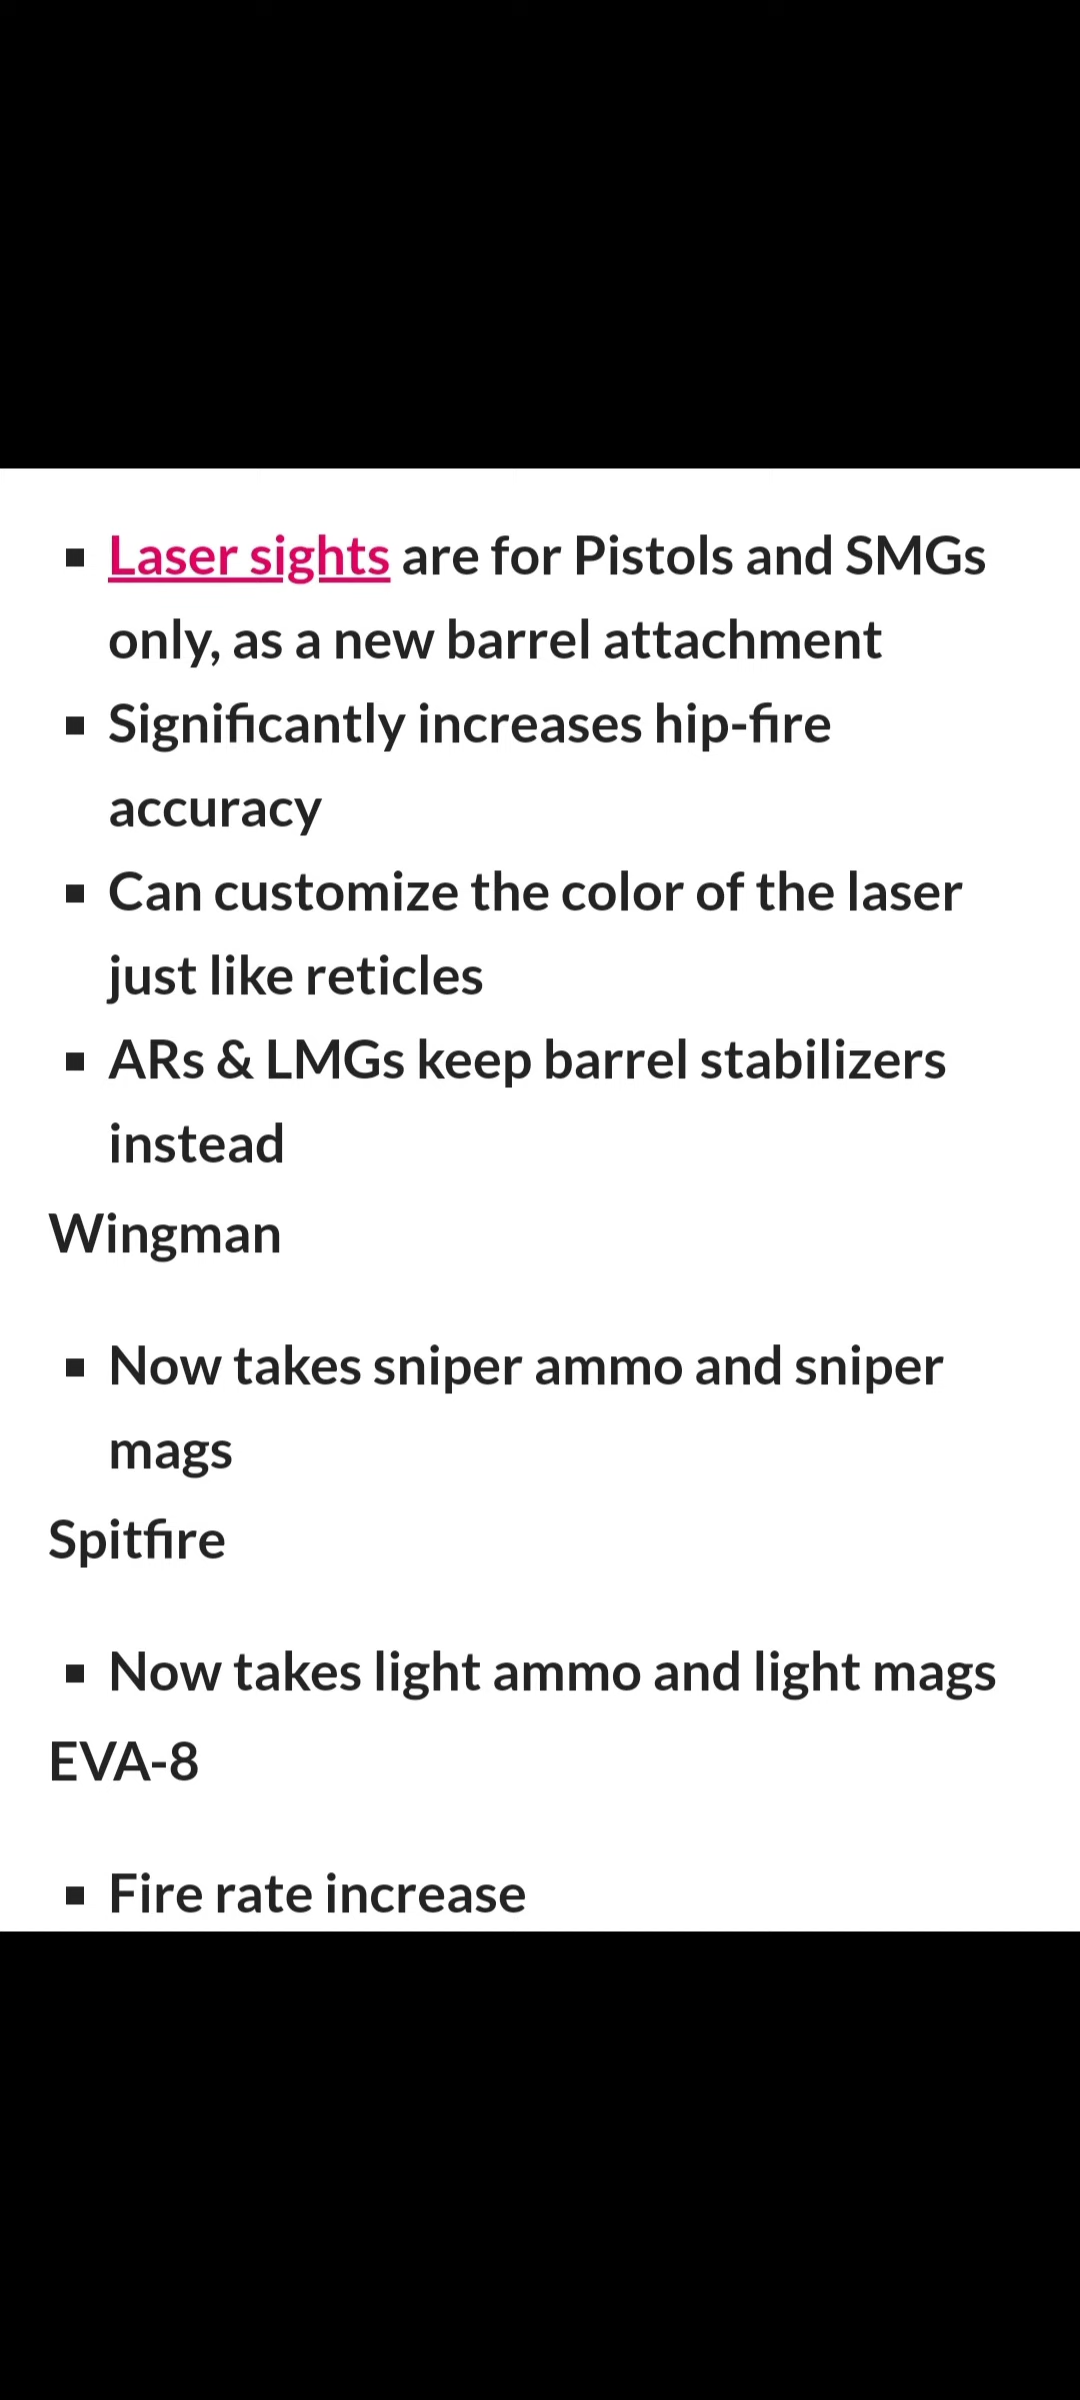 ▪ Laser sights are for Pistols and SMGs
only, as a new barrel attachment
▪ Significantly increases hip-fire
accuracy
▪ Can customize the color of the laser
just like reticles
▪ ARs & LMGs keep barrel stabilizers
instead
Wingman
▪ Now takes sniper ammo and sniper
mags
Spitfire
▪ Now takes light ammo and light mags
EVA-8
▪ Fire rate increase